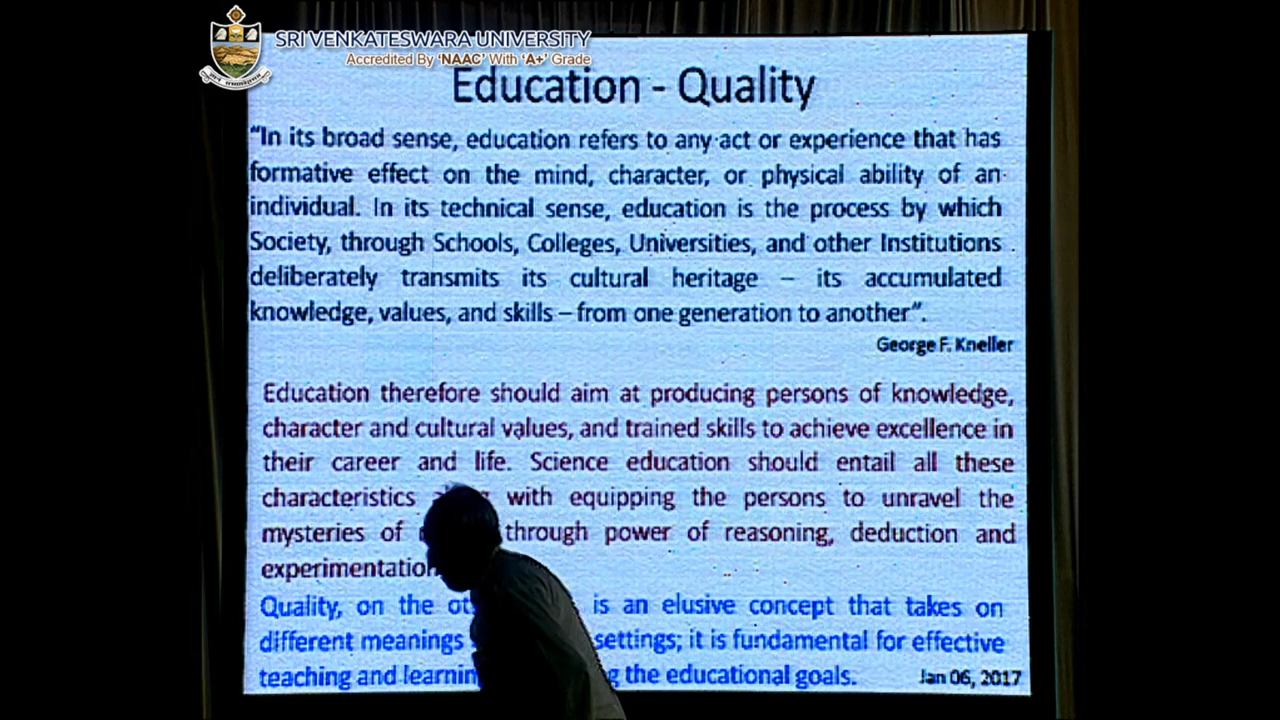 SRI VENKATESWARA UNIVERSITY
Accredited By 'NAAC' With 'A+' Grade
Education - Quality
“In its broad sense, education refers to any act or experience that has
formative effect on the mind, character, or physical ability of an
individual. In its technical sense, education is the process by which
Society, through Schools, Colleges, Universities, and other Institutions
deliberately transmits its cultural heritage – its accumulated
knowledge, values, and skills – from one generation to another”.
George F. Kneller
Education therefore should aim at producing persons of knowledge,
character and cultural values, and trained skills to achieve excellence in
their career and life. Science education should entail all these
characteristics with equipping the persons to unravel the
mysteries of through power of reasoning, deduction and
experimentation
Quality, on the is an elusive concept that takes on
different meanings settings; it is fundamental for effective
teaching and the educational goals.
Jan 06, 2017